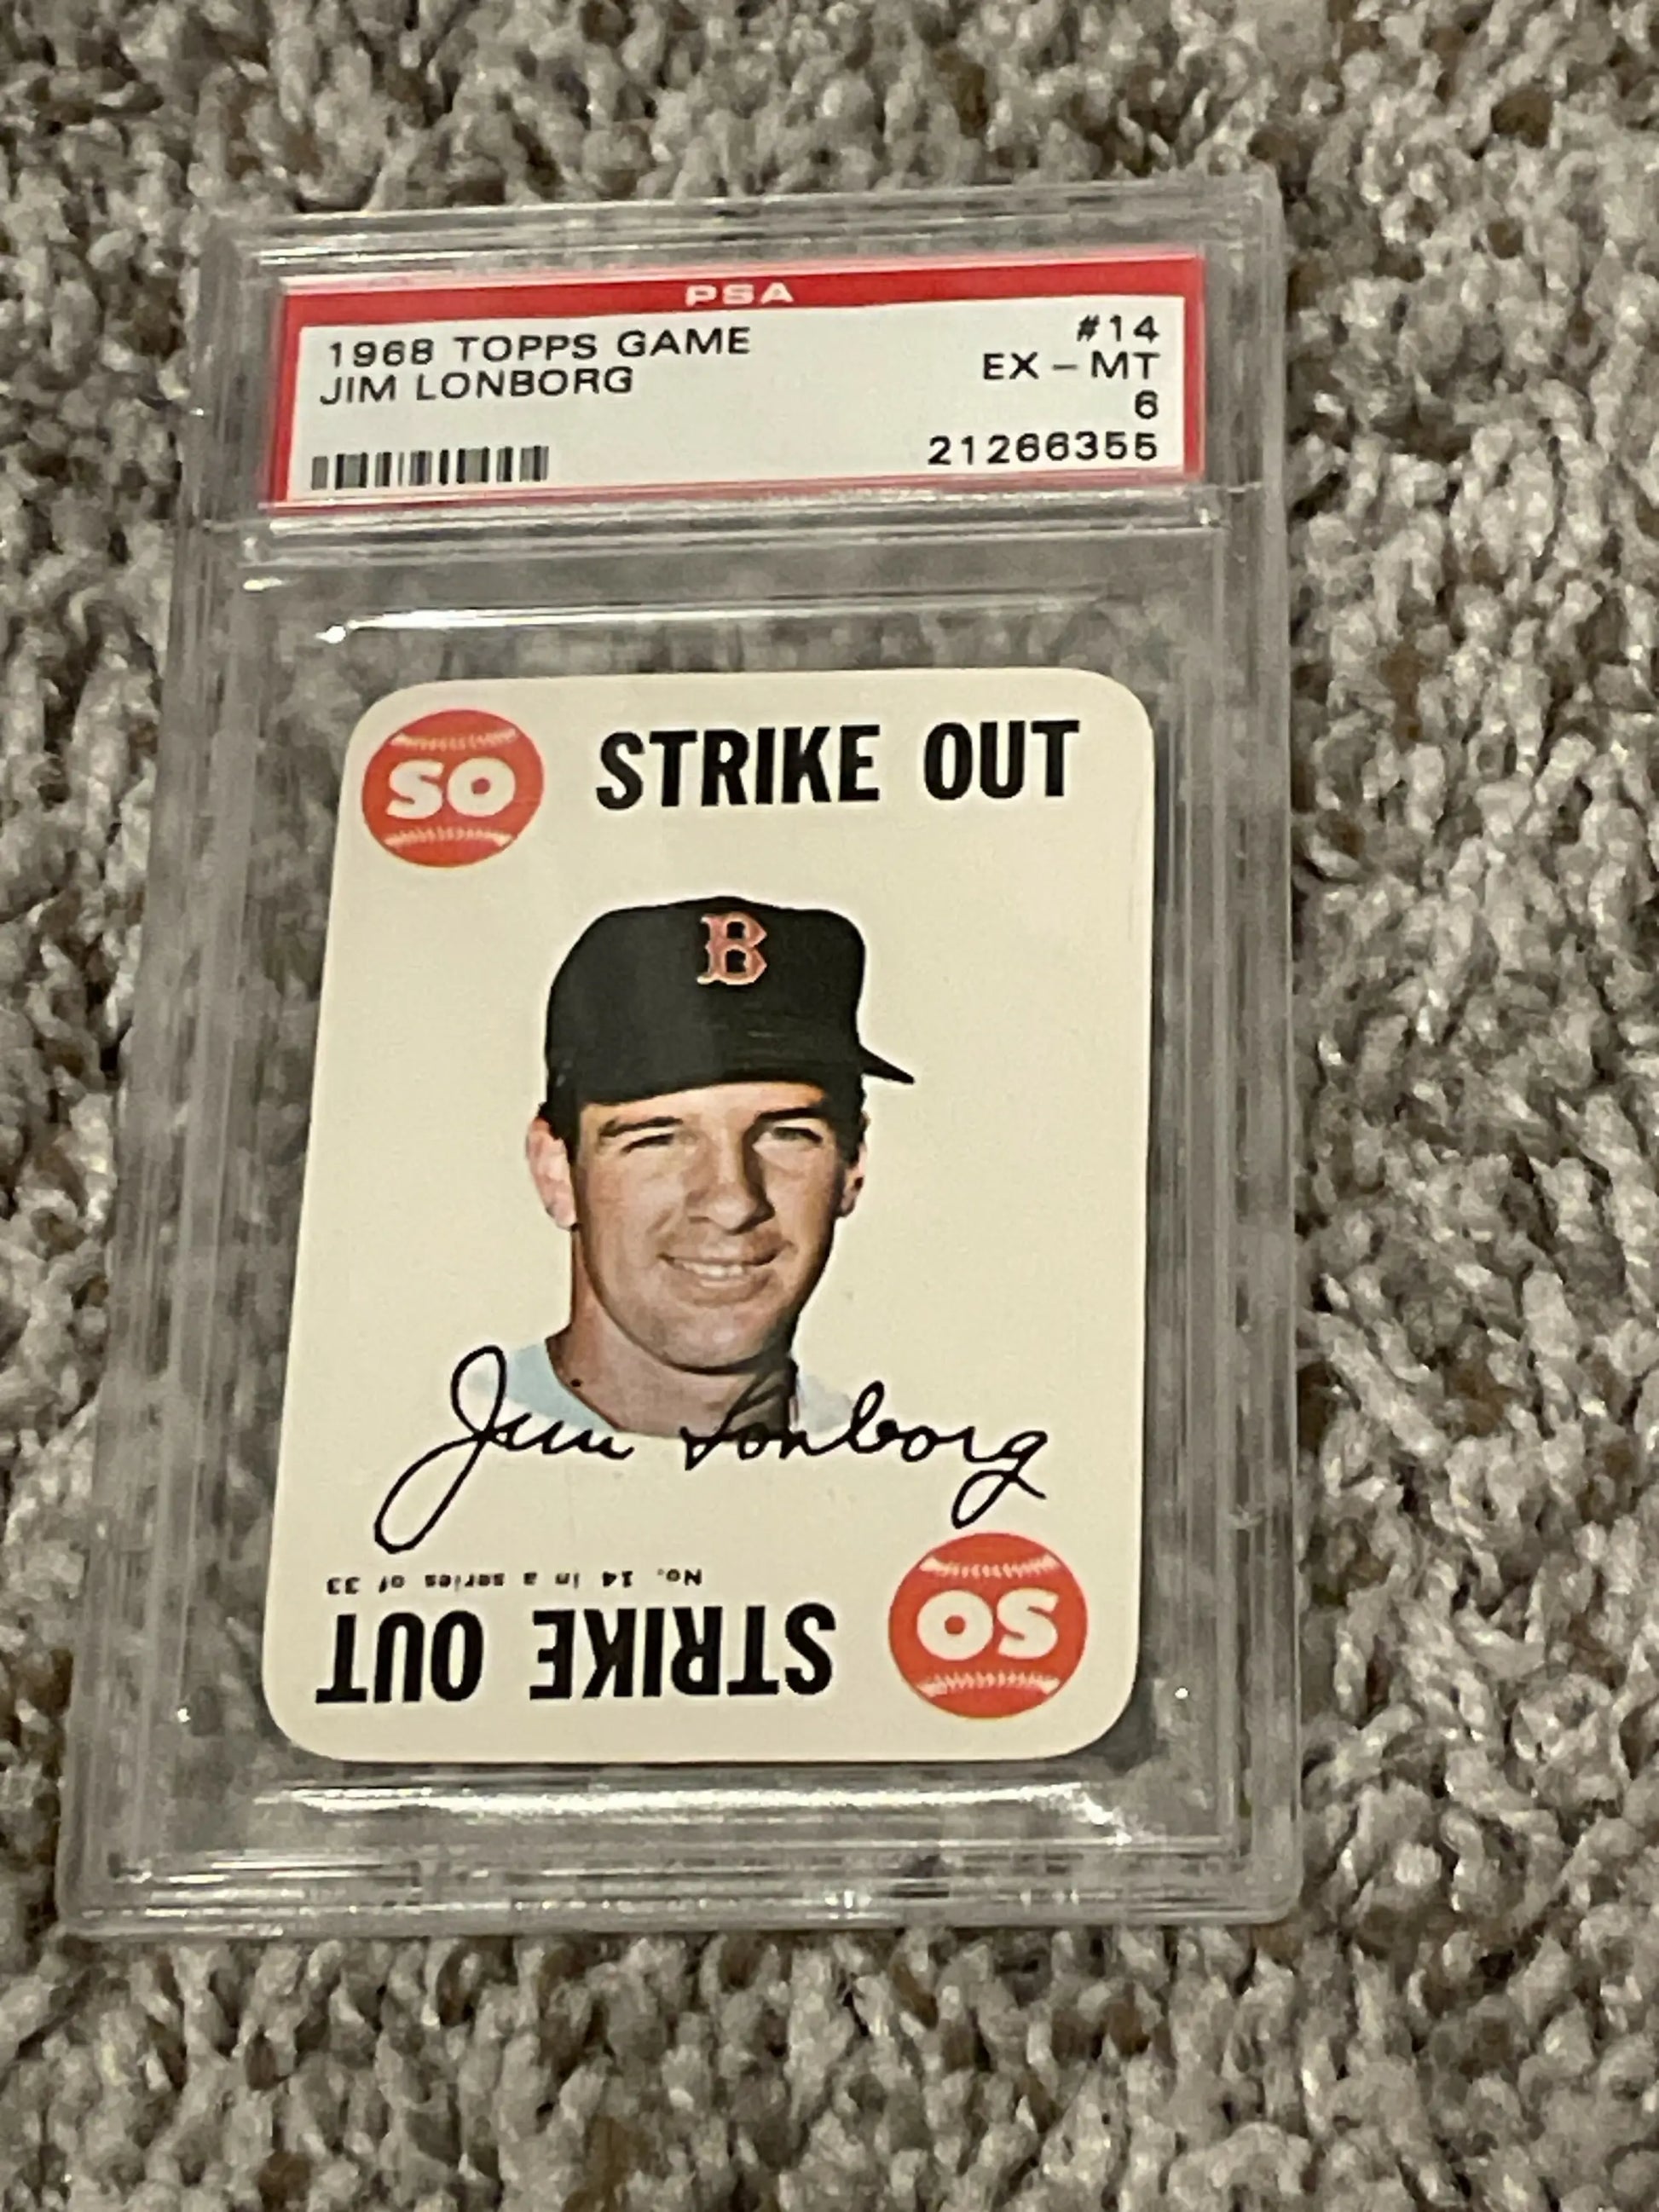 PSA
1968 TOPPS GAME #14
JIM LONBORG EX - MT
6
21266355
SO STRIKE OUT
B
Jim Lonborg
No. 14 in a series of 33
STRIKE OUT SO